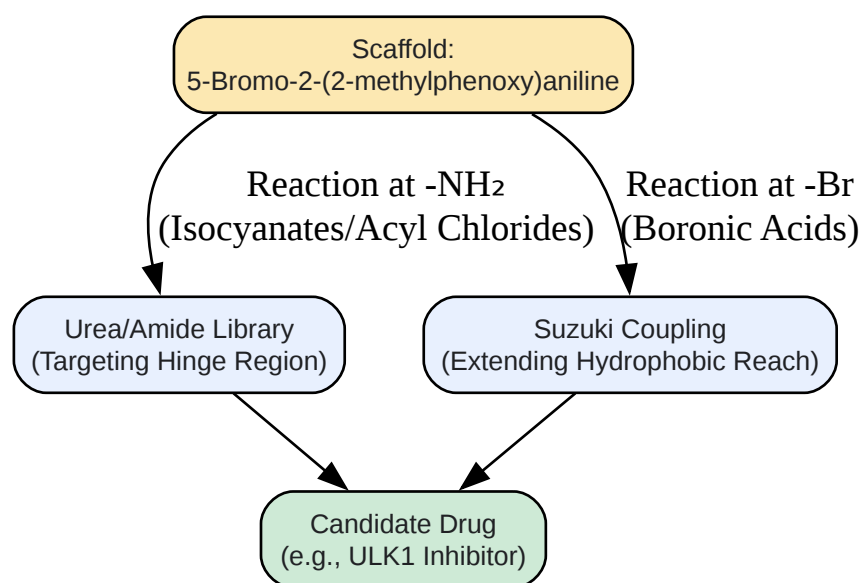 Scaffold:
5-Bromo-2-(2-methylphenoxy)aniline
Reaction at -NH₂
(Isocyanates/Acyl Chlorides)
Reaction at -Br
(Boronic Acids)
Urea/Amide Library
(Targeting Hinge Region)
Suzuki Coupling
(Extending Hydrophobic Reach)
Candidate Drug
(e.g., ULK1 Inhibitor)